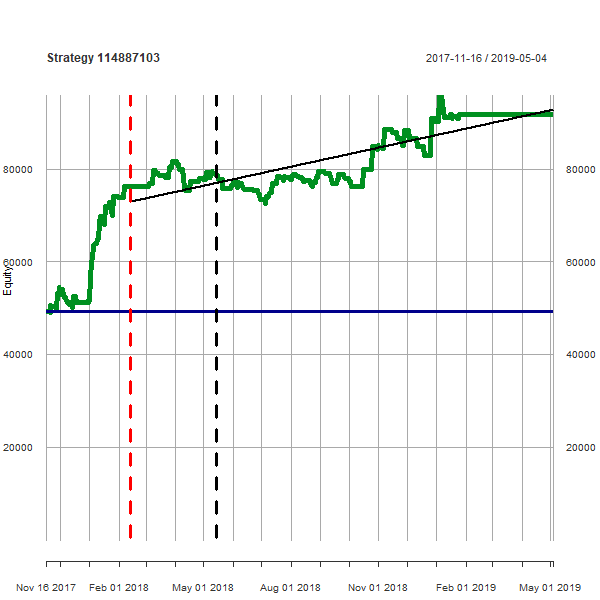 Strategy 114887103
2017-11-16 / 2019-05-04
80000 80000
60000 60000
Equity
40000 40000
20000 20000
Nov 16 2017 Feb 01 2018 May 01 2018 Aug 01 2018 Nov 01 2018 Feb 01 2019 May 01 2019